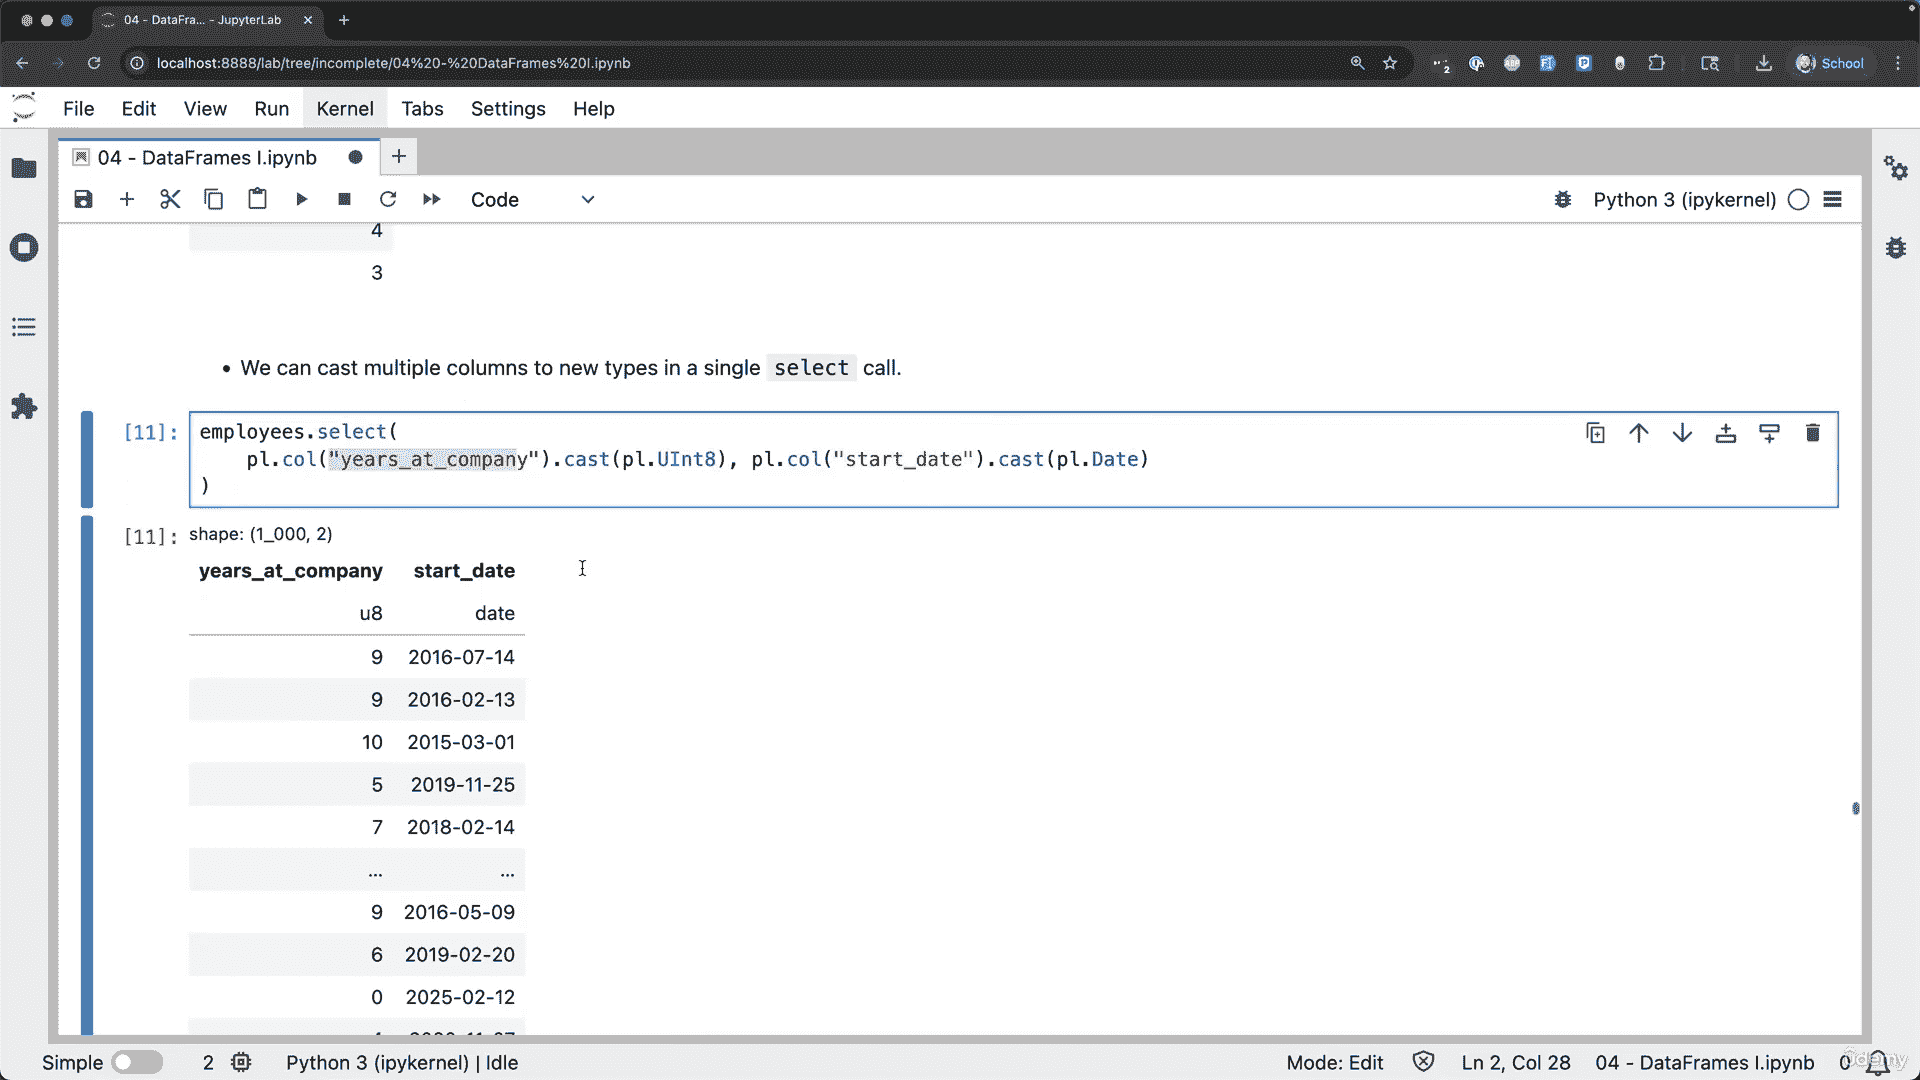 04 - DataFra... - JupyterLab
localhost:8888/lab/tree/incomplete/04%20-%20DataFrames%20I.ipynb
2
School
File Edit View Run Kernel Tabs Settings Help
04 - DataFrames I.ipynb
Code
Python 3 (ipykernel)
4
3
• We can cast multiple columns to new types in a single select call.
[11]: employees.select(
pl.col("years_at_company").cast(pl.UInt8), pl.col("start_date").cast(pl.Date)
)
[11]: shape: (1_000, 2)
years_at_company start_date
u8 date
9 2016-07-14
9 2016-02-13
10 2015-03-01
5 2019-11-25
7 2018-02-14
... ...
9 2016-05-09
6 2019-02-20
0 2025-02-12
Simple 2 Python 3 (ipykernel) | Idle Mode: Edit Ln 2, Col 28 04 - DataFrames I.ipynb 0
udemy